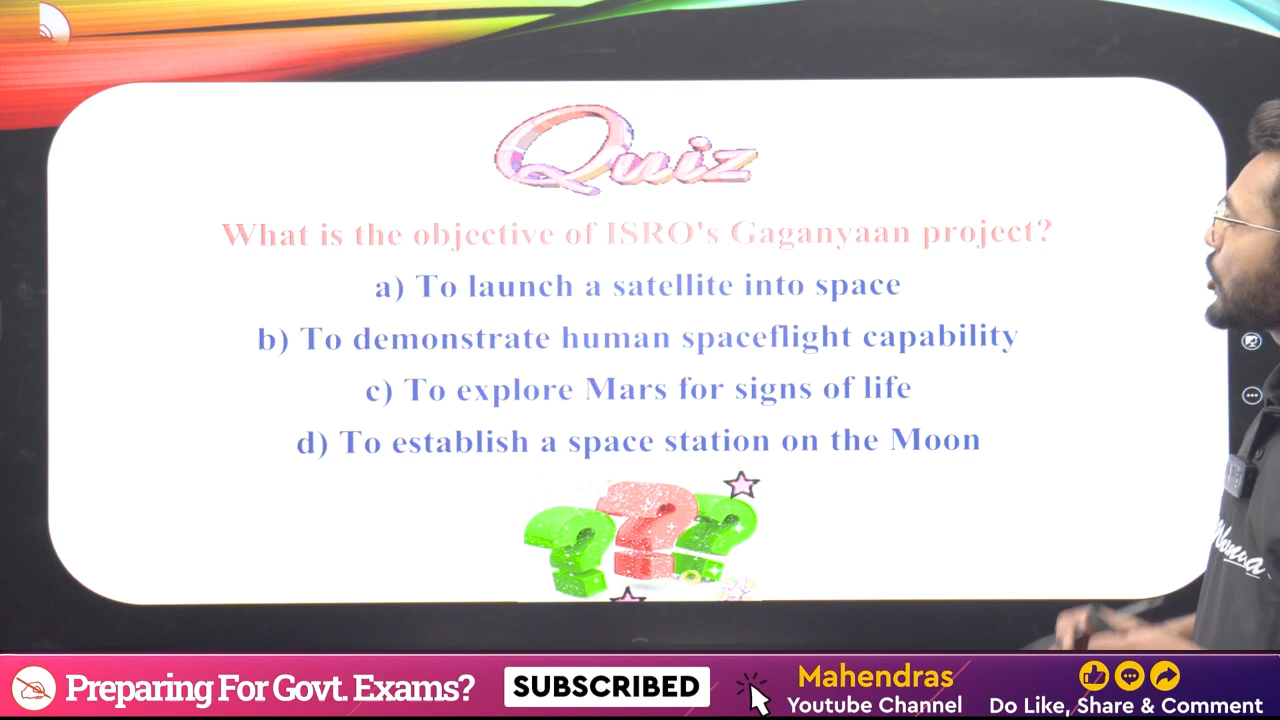 Quiz
What is the objective of ISRO's Gaganyaan project?
a) To launch a satellite into space
b) To demonstrate human spaceflight capability
c) To explore Mars for signs of life
d) To establish a space station on the Moon
Preparing For Govt. Exams?
SUBSCRIBED
Mahendras
Youtube Channel
Do Like, Share & Comment